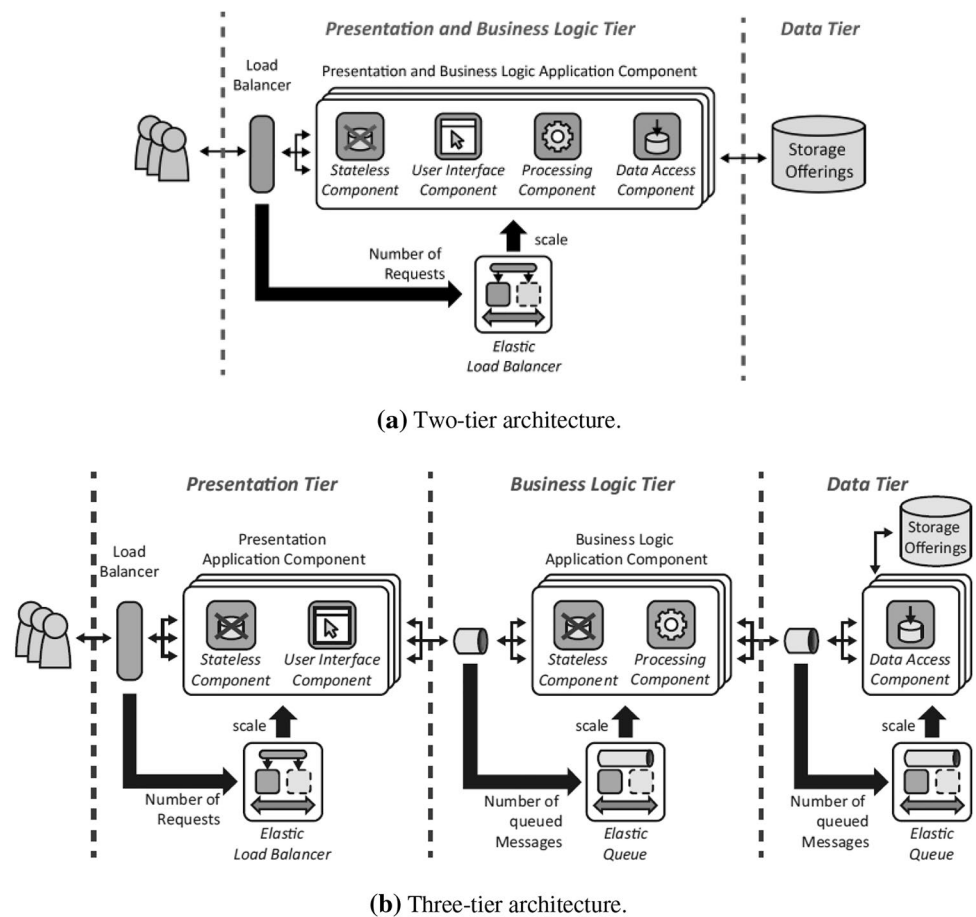 Presentation and Business Logic Tier
Data Tier
Load
Balancer
Presentation and Business Logic Application Component
Stateless
Component
User Interface
Component
Processing
Component
Data Access
Component
Storage
Offerings
Number of
Requests
scale
Elastic
Load Balancer
(a) Two-tier architecture.
Presentation Tier
Business Logic Tier
Data Tier
Load
Balancer
Presentation
Application Component
Business Logic
Application Component
Storage
Offerings
Stateless
Component
User Interface
Component
Stateless
Component
Processing
Component
Data Access
Component
scale
scale
scale
Number of
Requests
Elastic
Load Balancer
Number of
queued
Messages
Elastic
Queue
Number of
queued
Messages
Elastic
Queue
(b) Three-tier architecture.